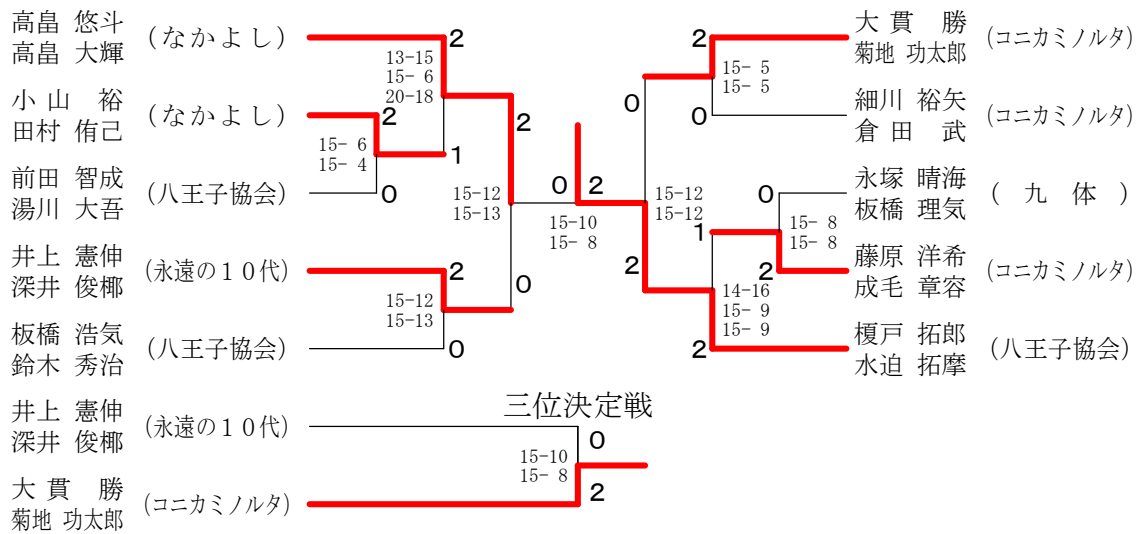 高畠 悠斗
高畠 大輝
(なかよし)
2
13-15
15- 6
20-18
小 山 裕
田村 侑己
(なかよし)
2
15- 6
15- 4
1
前田 智成
湯川 大吾
(八王子協会)
0
2
15-12
15-13
井上 憲伸
深井 俊椰
(永遠の10代)
2
15-12
15-13
0
板橋 浩気
鈴木 秀治
(八王子協会)
0
0
2
15-10
15- 8
大 貫 勝
菊地 功太郎
(コニカミノルタ)
2
15- 5
15- 5
0
細川 裕矢
倉 田 武
(コニカミノルタ)
0
15-12
15-12
永塚 晴海
板橋 理気
( 九 体 )
0
15- 8
15- 8
1
藤原 洋希
成毛 章容
(コニカミノルタ)
2
2
14-16
15- 9
15- 9
榎戸 拓郎
水迫 拓摩
(八王子協会)
2
三位決定戦
井上 憲伸
深井 俊椰
(永遠の10代)
0
15-10
15- 8
大 貫 勝
菊地 功太郎
(コニカミノルタ)
2